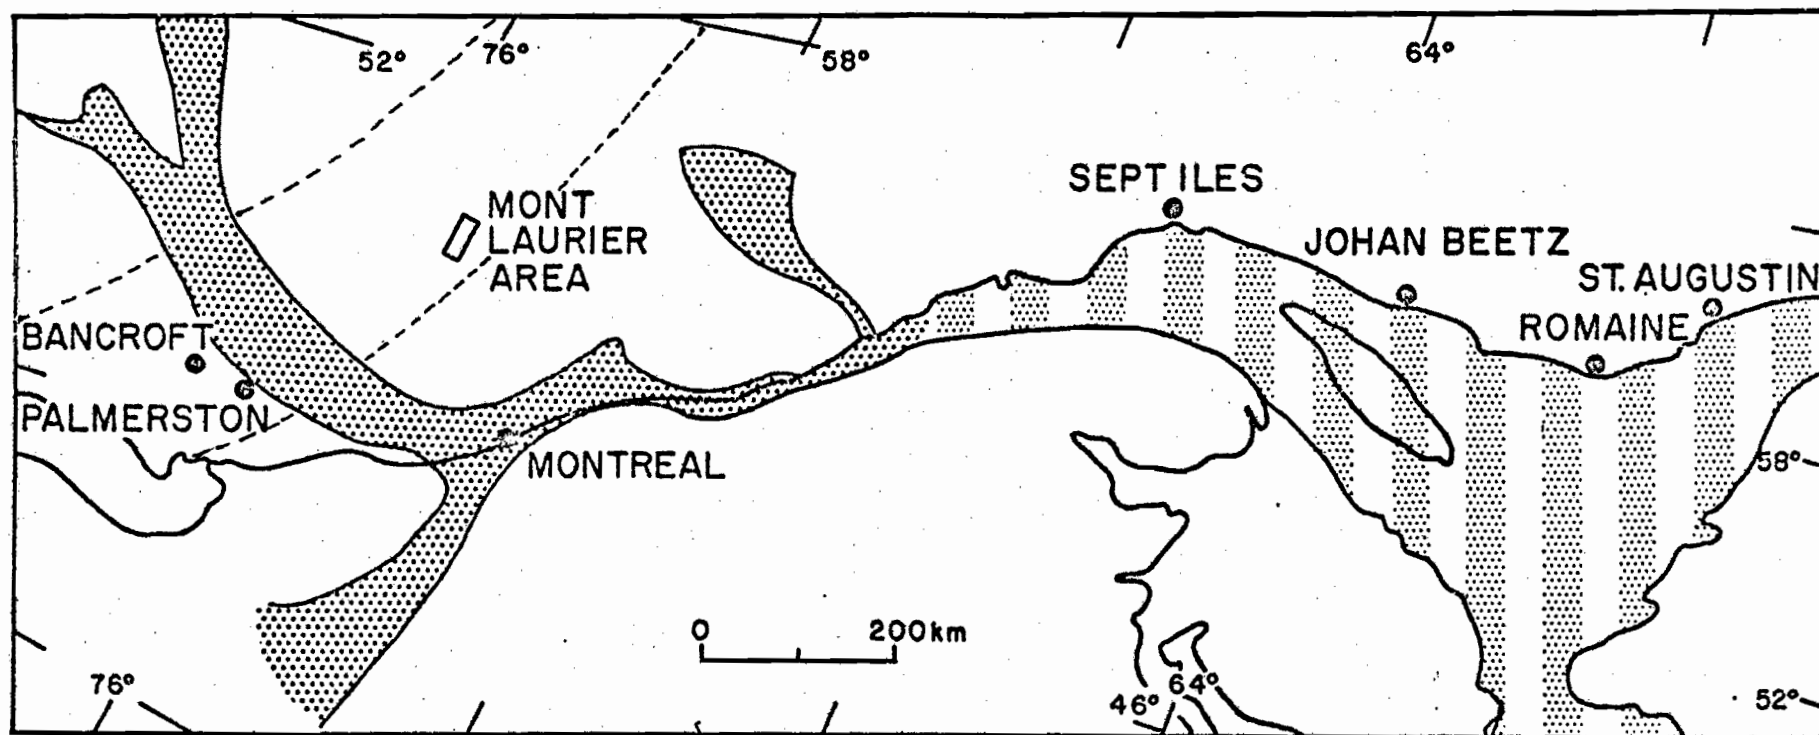 52°
76°
58°
64°
SEPT ILES
MONT
LAURIER
AREA
JOHAN BEETZ
ST. AUGUSTIN
ROMAINE
BANCROFT
PALMERSTON
MONTREAL
58°
0 200km
76°
46°
64°
52°